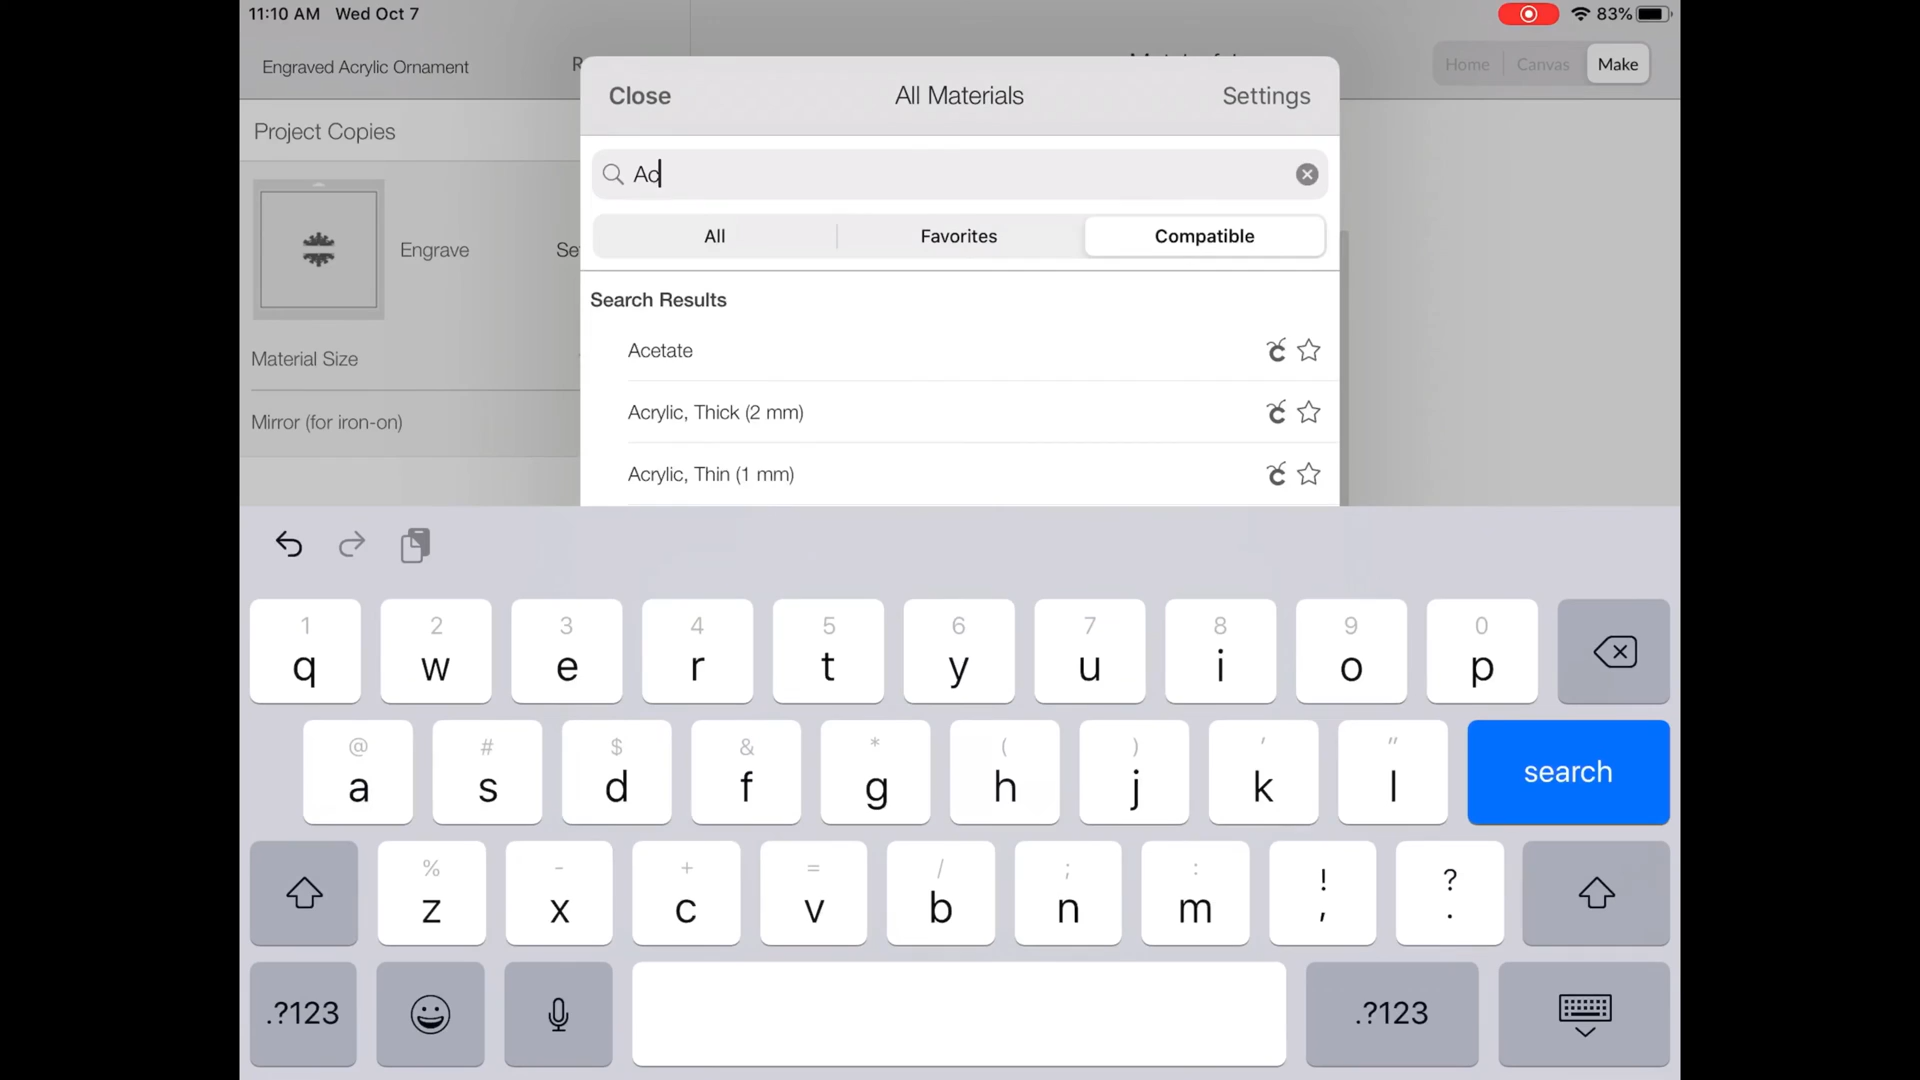 11:10 AM Wed Oct 7
83%
Engraved Acrylic Ornament
Home
Canvas
Make
Close
All Materials
Settings
Project Copies
Ac
All
Favorites
Compatible
Engrave
Search Results
Acetate
Material Size
Acrylic, Thick (2 mm)
Mirror (for iron-on)
Acrylic, Thin (1 mm)
1 2 3 4 5 6 7 8 9 0
q w e r t y u i o p
@ # $ & * ( ) ' "
a s d f g h j k l
search
% - + = / ; : ! ?
z x c v b n m , .
.?123
.?123